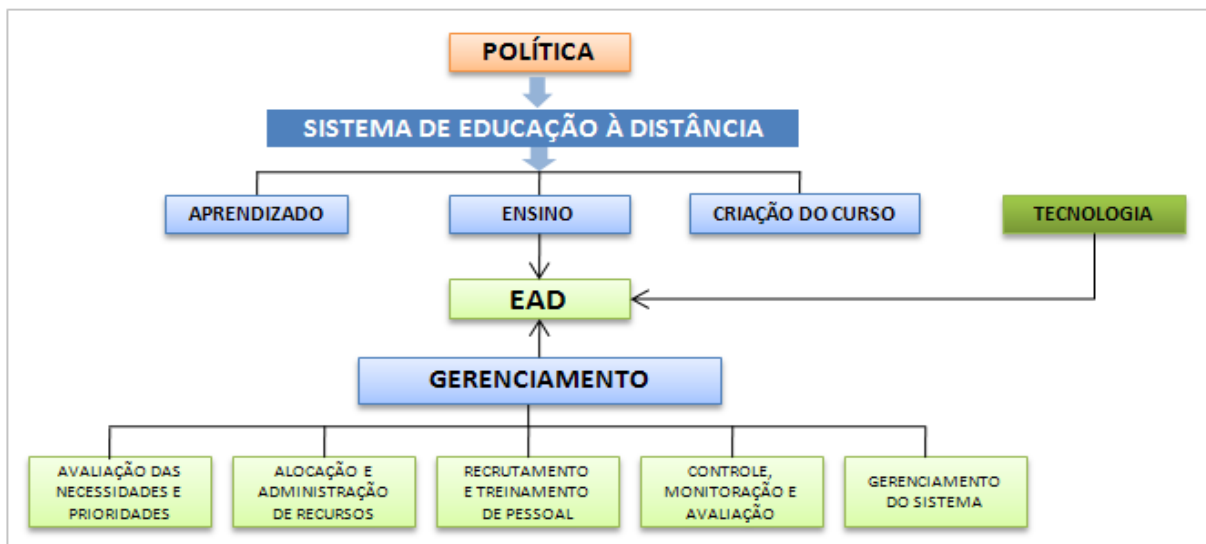 POLÍTICA
SISTEMA DE EDUCAÇÃO À DISTÂNCIA
APRENDIZADO
ENSINO
CRIAÇÃO DO CURSO
TECNOLOGIA
EAD
GERENCIAMENTO
AVALIAÇÃO DAS
NECESSIDADES E
PRIORIDADES
ALOCAÇÃO E
ADMINISTRAÇÃO
DE RECURSOS
RECRUTAMENTO
E TREINAMENTO
DE PESSOAL
CONTROLE,
MONITORAÇÃO E
AVALIAÇÃO
GERENCIAMENTO
DO SISTEMA